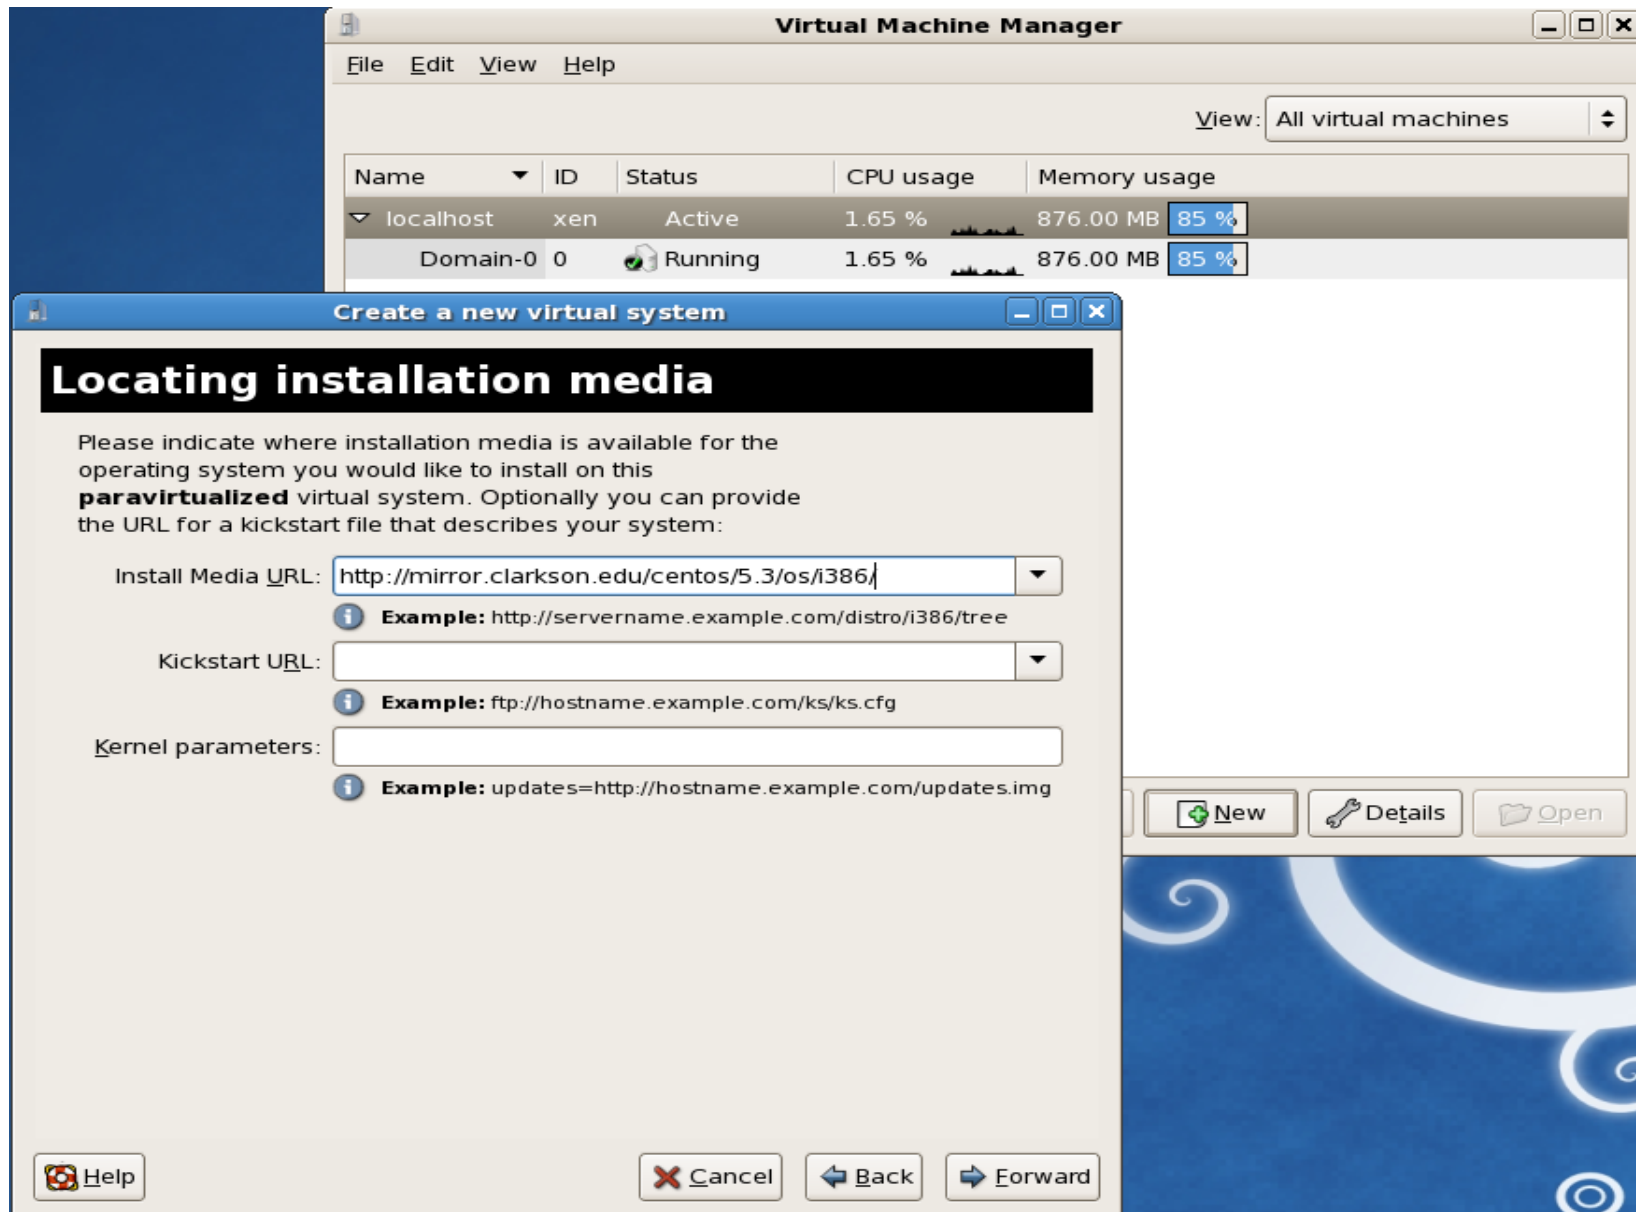 Virtual Machine Manager
File Edit View Help
View: All virtual machines
Name ID Status CPU usage Memory usage
localhost xen Active 1.65 % 876.00 MB 85 %
Domain-0 0 Running 1.65 % 876.00 MB 85 %
Create a new virtual system
Locating installation media
Please indicate where installation media is available for the
operating system you would like to install on this
paravirtualized virtual system. Optionally you can provide
the URL for a kickstart file that describes your system:
Install Media URL: http://mirror.clarkson.edu/centos/5.3/os/i386/
Example: http://servername.example.com/distro/i386/tree
Kickstart URL:
Example: ftp://hostname.example.com/ks/ks.cfg
Kernel parameters:
Example: updates=http://hostname.example.com/updates.img
New Details Open
Help Cancel Back Forward